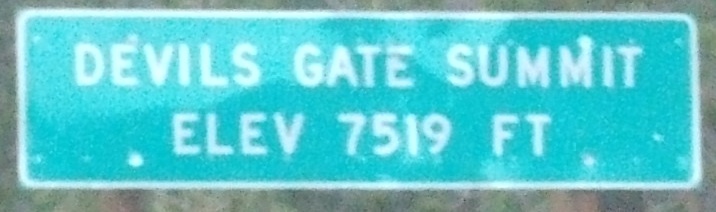 DEVILS GATE SUMMIT
ELEV 7519 FT